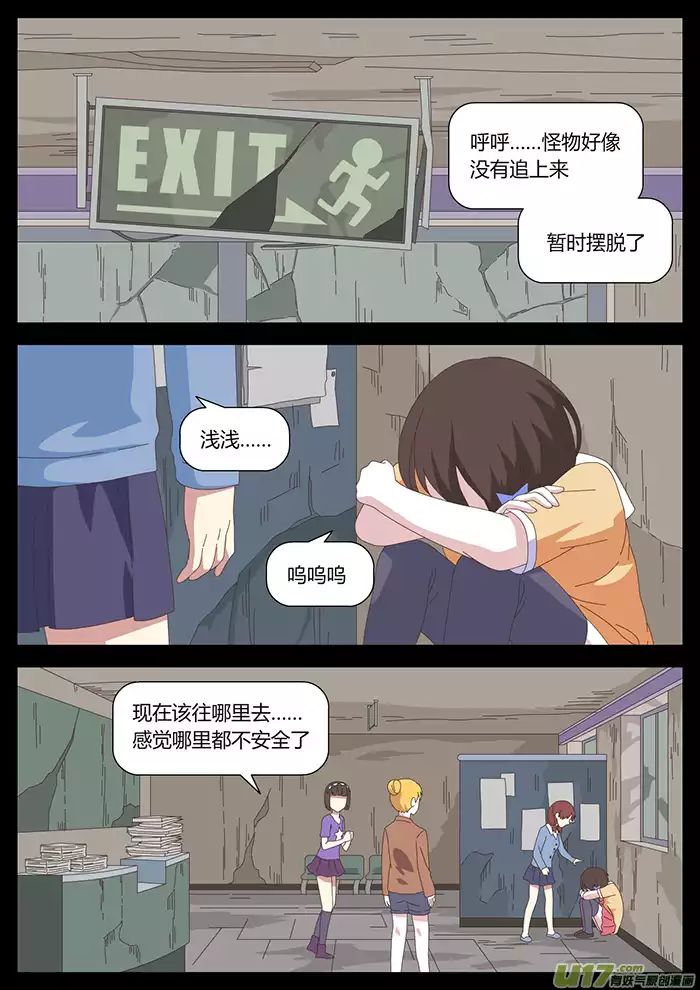 EXIT
呼呼……怪物好像
没有追上来
暂时摆脱了
浅浅……
呜呜呜
现在该往哪里去……
感觉哪里都不安全了
U17.com
有妖气原创漫画